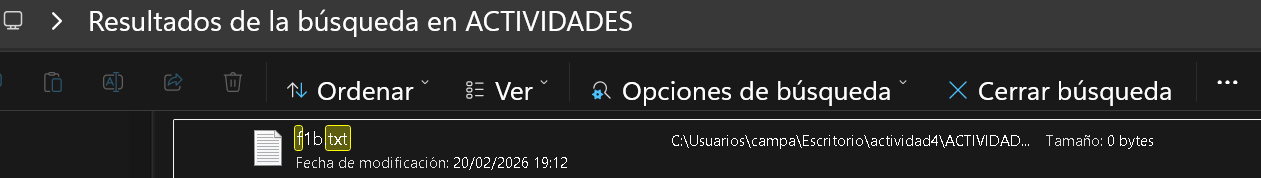 Resultados de la búsqueda en ACTIVIDADES
Ordenar Ver Opciones de búsqueda Cerrar búsqueda ...
f1b txt C:\Usuarios\campa\Escritorio\actividad4\ACTIVIDAD... Tamaño: 0 bytes
Fecha de modificación: 20/02/2026 19:12